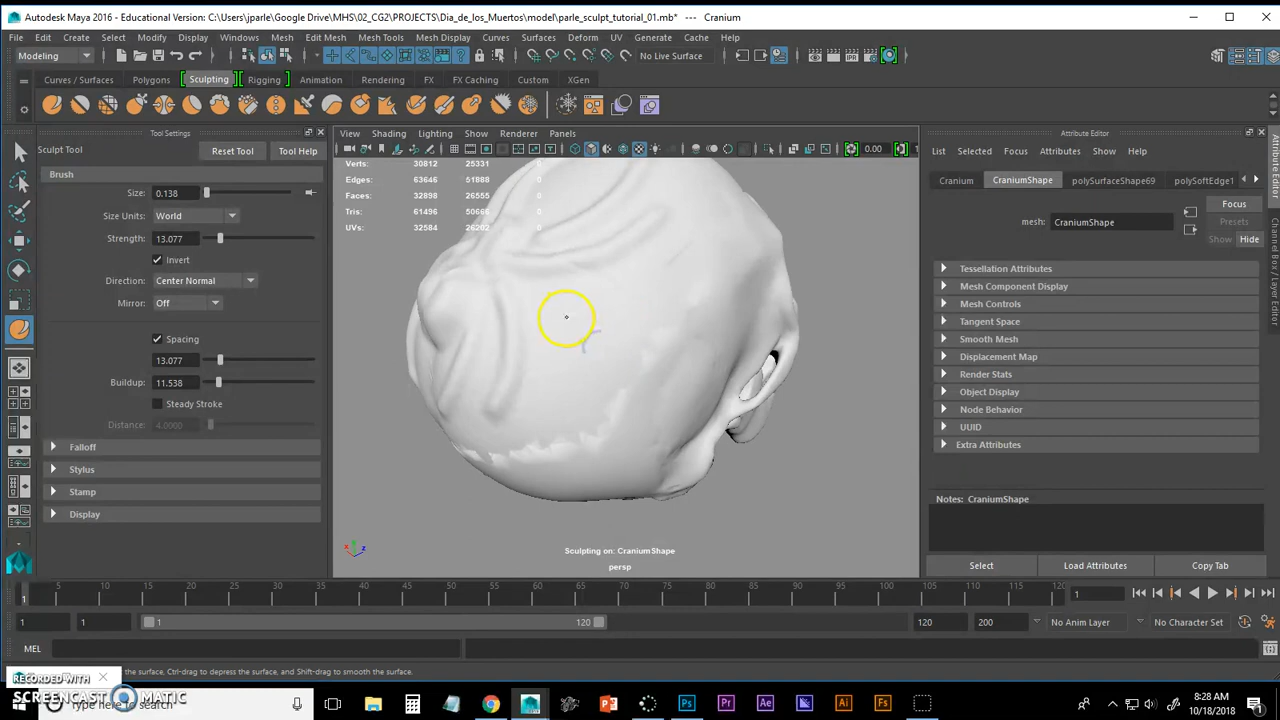 Autodesk Maya 2016 - Educational Version: C:\Users\jparle\Google Drive\MHS\02_CG2\PROJECTS\Dia_de_los_Muertos\model\parle_sculpt_tutorial_01.mb* --- Cranium
File Edit Create Select Modify Display Windows Mesh Edit Mesh Mesh Tools Mesh Display Curves Surfaces Deform UV Generate Cache Help
Modeling No Live Surface
Curves / Surfaces Polygons Sculpting Rigging Animation Rendering FX FX Caching Custom XGen
Tool Settings
Sculpt Tool Reset Tool Tool Help
Brush
Size: 0.138
Size Units: World
Strength: 13.077
Invert
Direction: Center Normal
Mirror: Off
Spacing
13.077
Buildup: 11.538
Steady Stroke
Distance: 4.0000
Falloff
Stylus
Stamp
Display
View Shading Lighting Show Renderer Panels
0.00
Verts: 30812 25331 0
Edges: 63646 51888 0
Faces: 32898 26555 0
Tris: 61496 50666 0
UVs: 32584 26202 0
Sculpting on: CraniumShape
persp
Attribute Editor
List Selected Focus Attributes Show Help
Cranium CraniumShape polySurfaceShape69 polySoftEdge1
mesh: CraniumShape
Focus
Presets
Show Hide
Tessellation Attributes
Mesh Component Display
Mesh Controls
Tangent Space
Smooth Mesh
Displacement Map
Render Stats
Object Display
Node Behavior
UUID
Extra Attributes
Notes: CraniumShape
Select Load Attributes Copy Tab
Attribute Editor
Channel Box / Layer Editor
5 10 15 20 25 30 35 40 45 50 55 60 65 70 75 80 85 90 95 100 105 110 115 120
1
1 1 1 120 120 200 No Anim Layer No Character Set
MEL
the surface, Ctrl-drag to depress the surface, and Shift-drag to smooth the surface.
RECORDED WITH
SCREENCAST MATIC
Type here to search
8:28 AM
10/18/2018